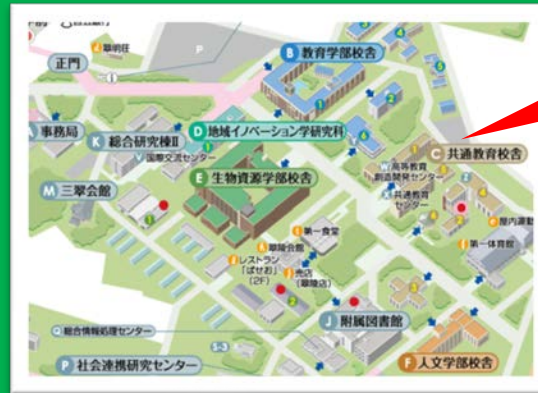 翠明荘
正門
B 教育学部校舎
事務局
K 総合研究棟Ⅱ
D 地域イノベーション学研究科
国際交流センター
E 生物資源学部校舎
W 高等教育
創造開発センター
C 共通教育校舎
X 共通教育
センター
M 三翠会館
屋内運動
第一食堂
第一体育館
翠陵会館
レストラン
「ぱせお」
(2F)
売店
(翠陵店)
J 附属図書館
総合情報処理センター
S-3
P 社会連携研究センター
F 人文学部校舎